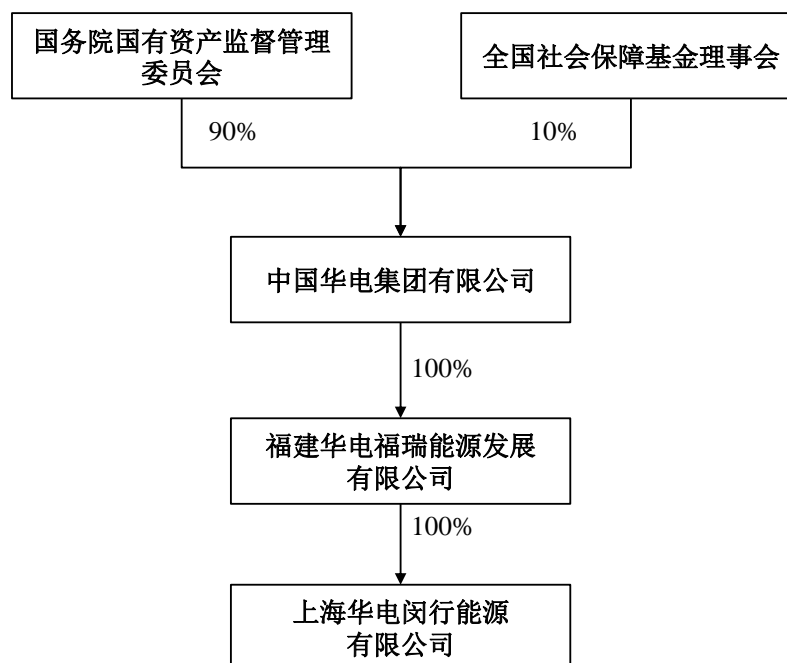 国务院国有资产监督管理
委员会
全国社会保障基金理事会
90%
10%
中国华电集团有限公司
100%
福建华电福瑞能源发展
有限公司
100%
上海华电闵行能源
有限公司